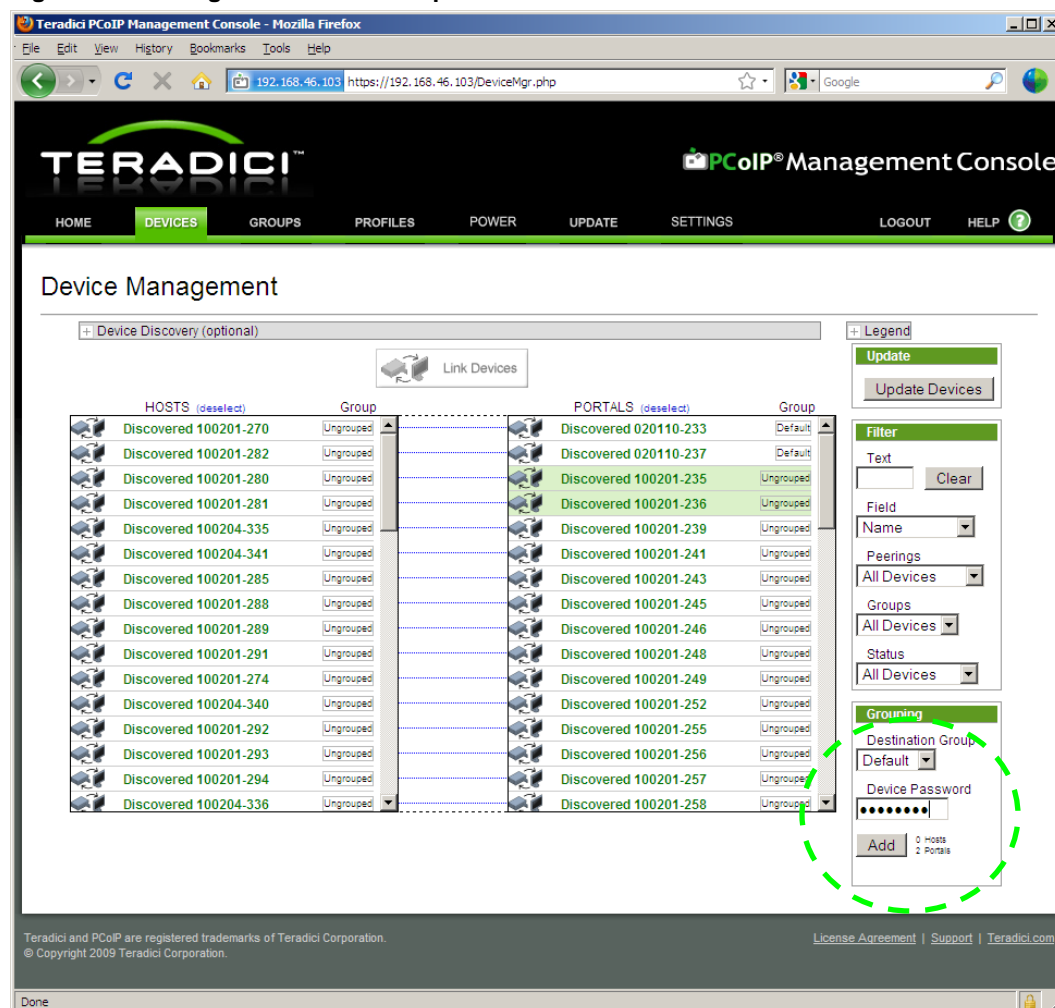 Teradici PCoIP Management Console - Mozilla Firefox
File Edit View History Bookmarks Tools Help
192.168.46.103 https://192.168.46.103/DeviceMgr.php Google
TERADICI™
PCoIP® Management Console
HOME DEVICES GROUPS PROFILES POWER UPDATE SETTINGS LOGOUT HELP ?
Device Management
+ Device Discovery (optional)
+ Legend
Link Devices
HOSTS (deselect) Group PORTALS (deselect) Group
Discovered 100201-270 Ungrouped Discovered 020110-233 Default
Discovered 100201-282 Ungrouped Discovered 020110-237 Default
Discovered 100201-280 Ungrouped Discovered 100201-235 Ungrouped
Discovered 100201-281 Ungrouped Discovered 100201-236 Ungrouped
Discovered 100204-335 Ungrouped Discovered 100201-239 Ungrouped
Discovered 100204-341 Ungrouped Discovered 100201-241 Ungrouped
Discovered 100201-285 Ungrouped Discovered 100201-243 Ungrouped
Discovered 100201-288 Ungrouped Discovered 100201-245 Ungrouped
Discovered 100201-289 Ungrouped Discovered 100201-246 Ungrouped
Discovered 100201-291 Ungrouped Discovered 100201-248 Ungrouped
Discovered 100201-274 Ungrouped Discovered 100201-249 Ungrouped
Discovered 100204-340 Ungrouped Discovered 100201-252 Ungrouped
Discovered 100201-292 Ungrouped Discovered 100201-255 Ungrouped
Discovered 100201-293 Ungrouped Discovered 100201-256 Ungrouped
Discovered 100201-294 Ungrouped Discovered 100201-257 Ungrouped
Discovered 100204-336 Ungrouped Discovered 100201-258 Ungrouped
Update
Update Devices
Filter
Text
Clear
Field
Name
Peerings
All Devices
Groups
All Devices
Status
All Devices
Grouping
Destination Group
Default
Device Password
●●●●●●●●
Add 0 Hosts
2 Portals
Teradici and PCoIP are registered trademarks of Teradici Corporation.
© Copyright 2009 Teradici Corporation.
License Agreement | Support | Teradici.com
Done